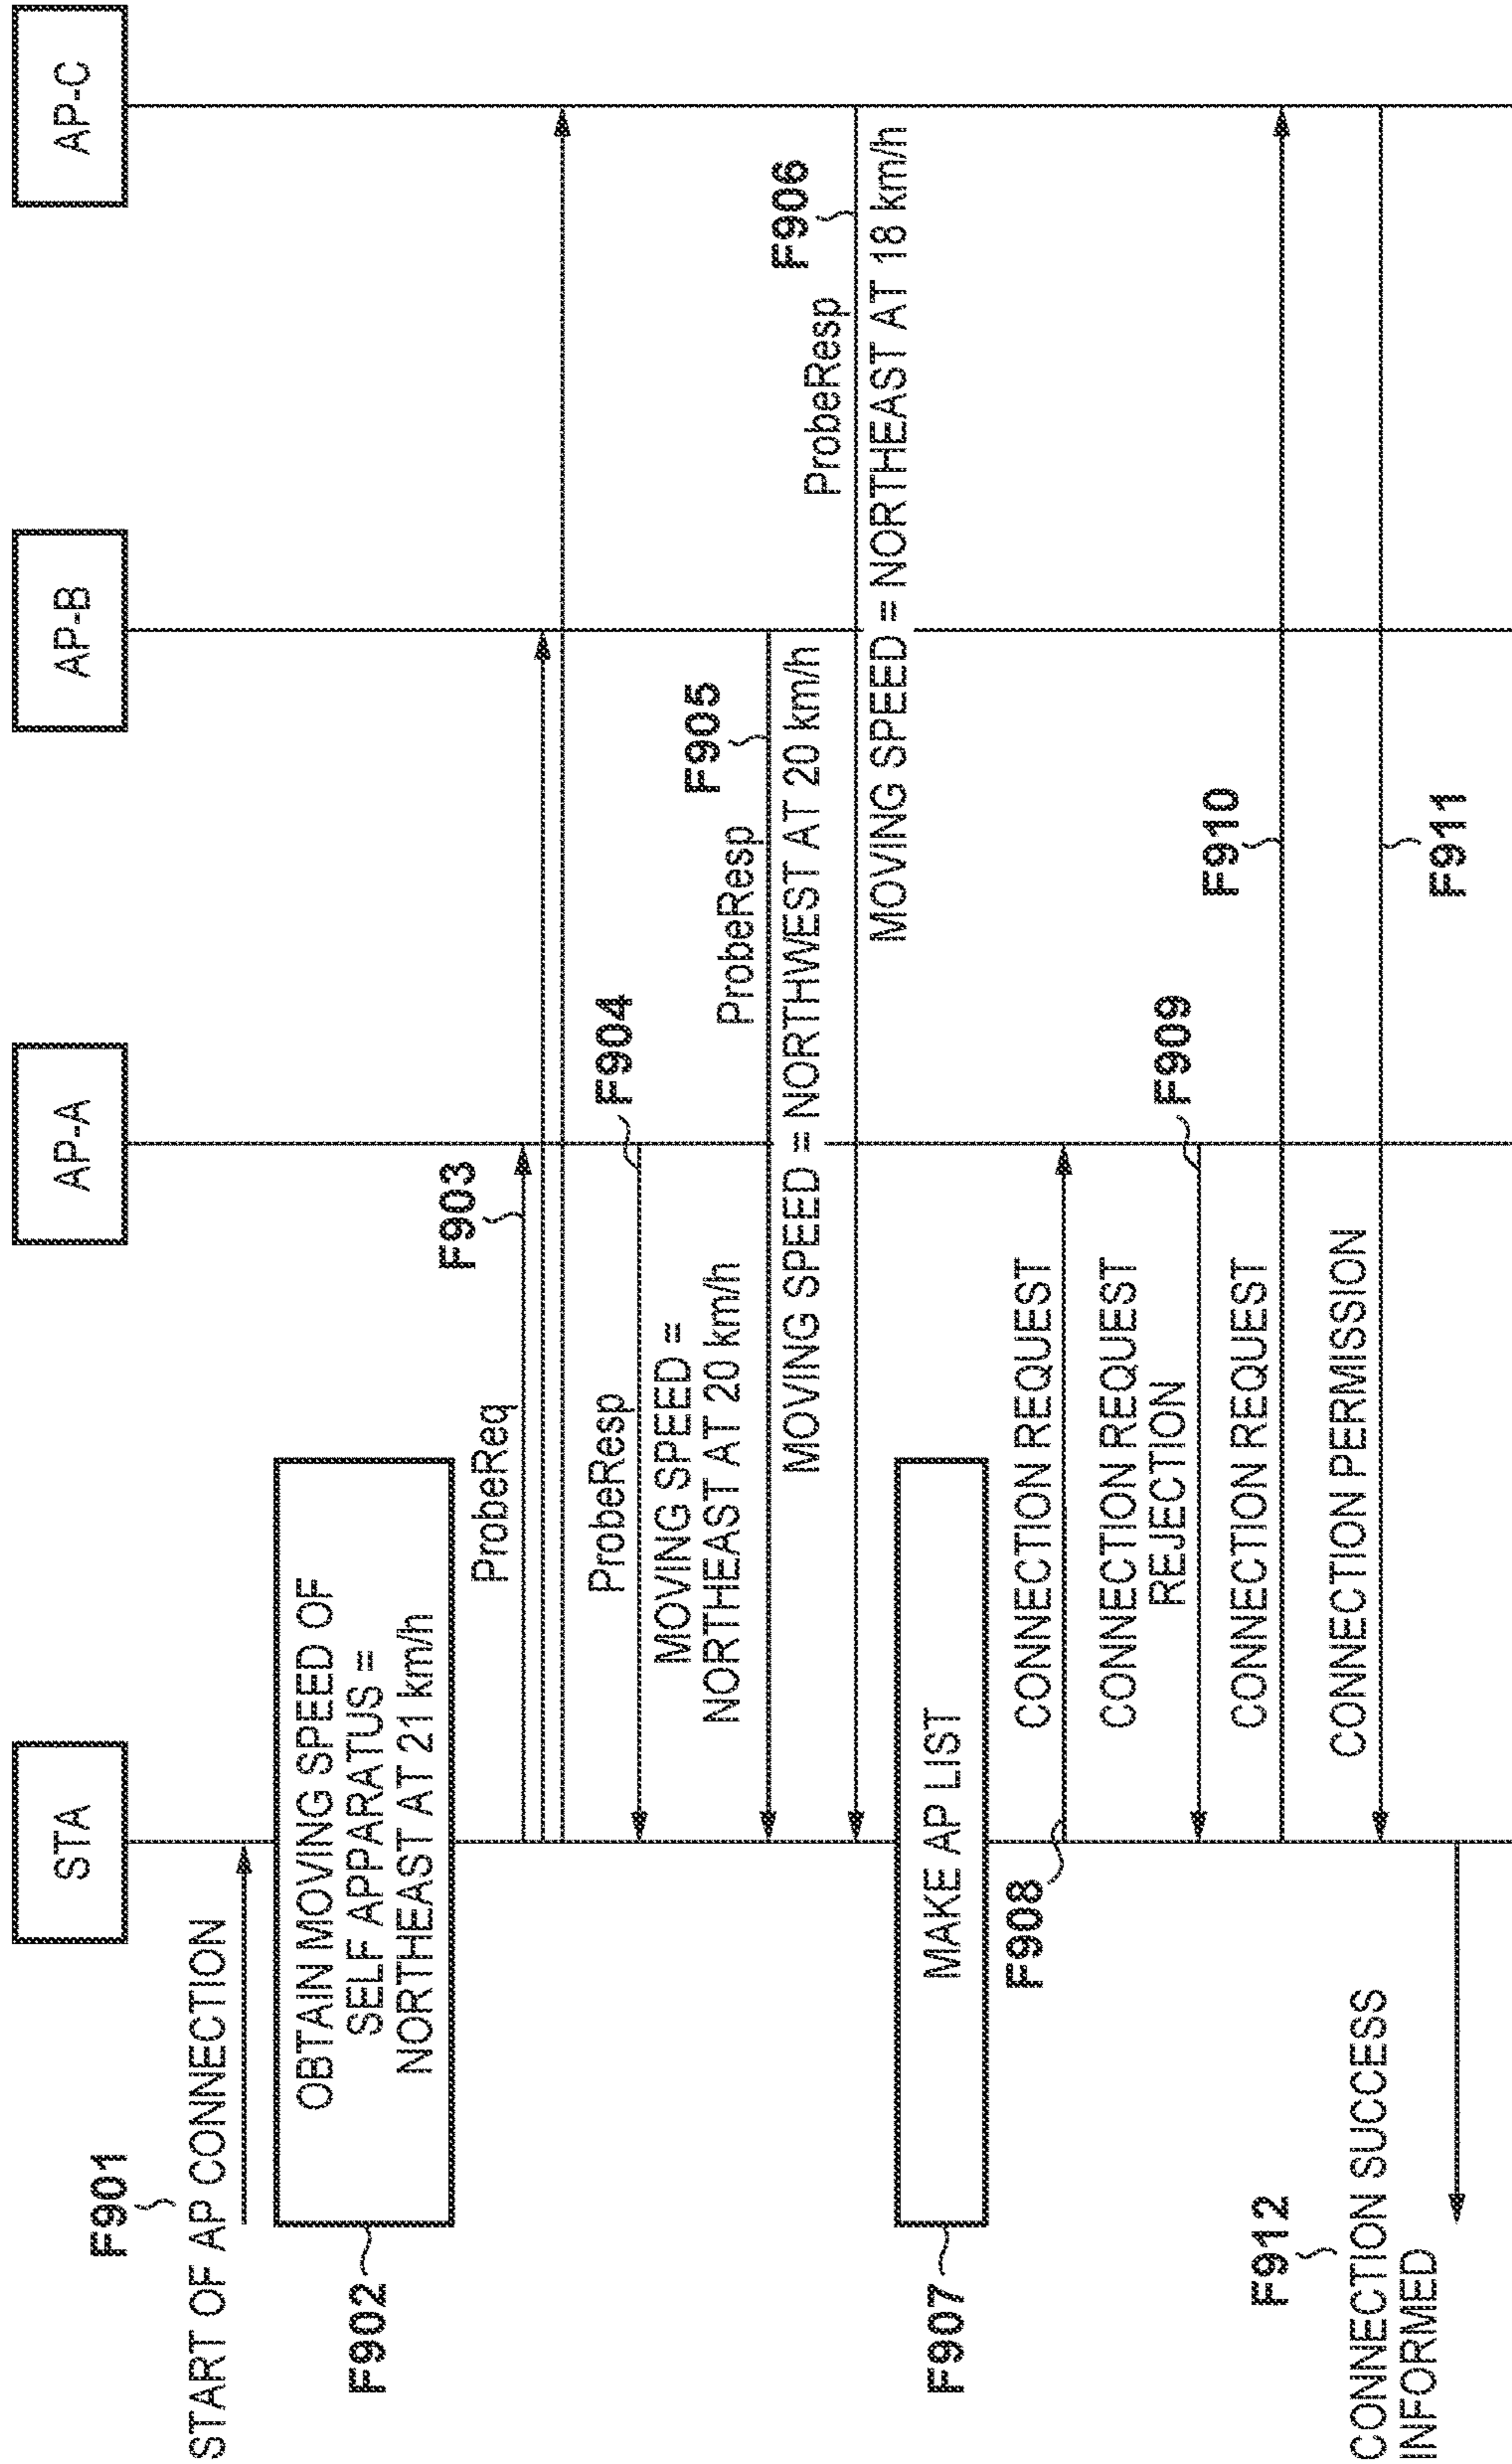 STA
AP-A
AP-B
AP-C
F901
START OF AP CONNECTION
F902
OBTAIN MOVING SPEED OF
SELF APPARATUS =
NORTHEAST AT 21 km/h
F903
ProbeReq
F904
ProbeResp
MOVING SPEED =
NORTHEAST AT 20 km/h
F905
ProbeResp
MOVING SPEED = NORTHWEST AT 20 km/h
F906
ProbeResp
MOVING SPEED = NORTHEAST AT 18 km/h
F907
MAKE AP LIST
F908
CONNECTION REQUEST
F909
CONNECTION REQUEST
REJECTION
F910
CONNECTION REQUEST
CONNECTION PERMISSION
F911
F912
CONNECTION SUCCESS
INFORMED